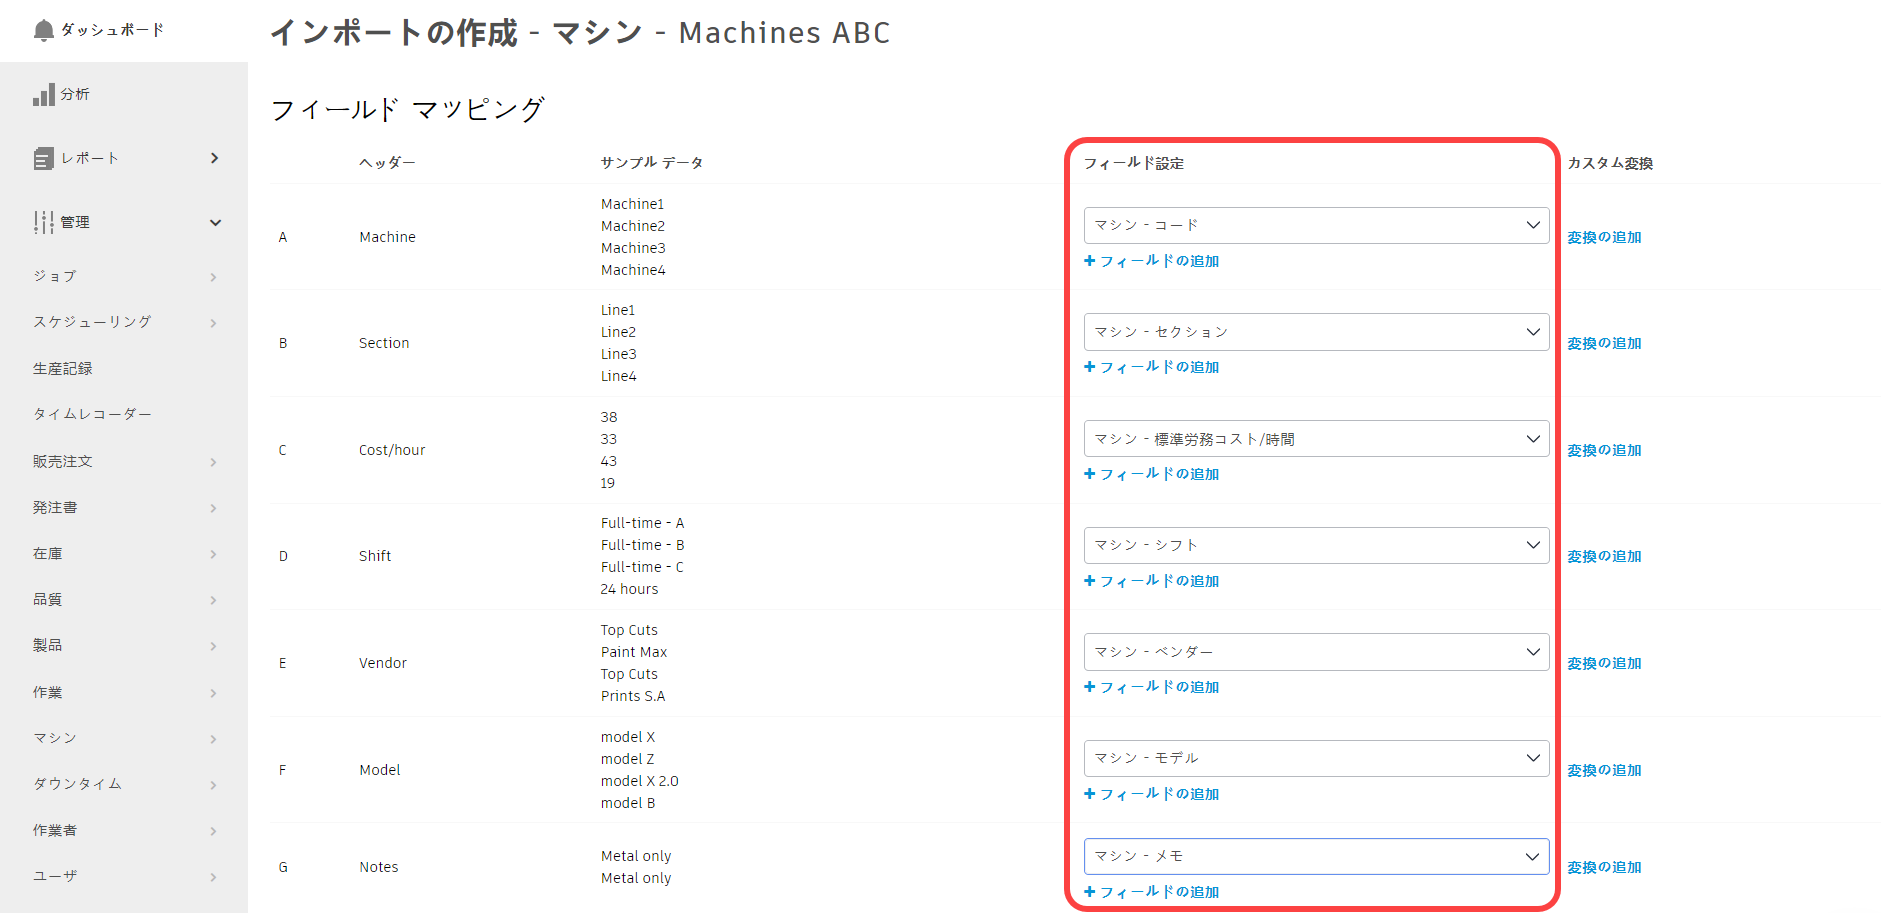 ダッシュボード
分析
レポート
管理
ジョブ
スケジューリング
生産記録
タイムレコーダー
販売注文
発注書
在庫
品質
製品
作業
マシン
ダウンタイム
作業者
ユーザ
インポートの作成 - マシン - Machines ABC
フィールド マッピング
ヘッダー サンプル データ フィールド設定 カスタム変換
A Machine
Machine1
Machine2
Machine3
Machine4
マシン - コード
+ フィールドの追加
変換の追加
B Section
Line1
Line2
Line3
Line4
マシン - セクション
+ フィールドの追加
変換の追加
C Cost/hour
38
33
43
19
マシン - 標準労務コスト/時間
+ フィールドの追加
変換の追加
D Shift
Full-time - A
Full-time - B
Full-time - C
24 hours
マシン - シフト
+ フィールドの追加
変換の追加
E Vendor
Top Cuts
Paint Max
Top Cuts
Prints S.A
マシン - ベンダー
+ フィールドの追加
変換の追加
F Model
model X
model Z
model X 2.0
model B
マシン - モデル
+ フィールドの追加
変換の追加
G Notes
Metal only
Metal only
マシン - メモ
+ フィールドの追加
変換の追加